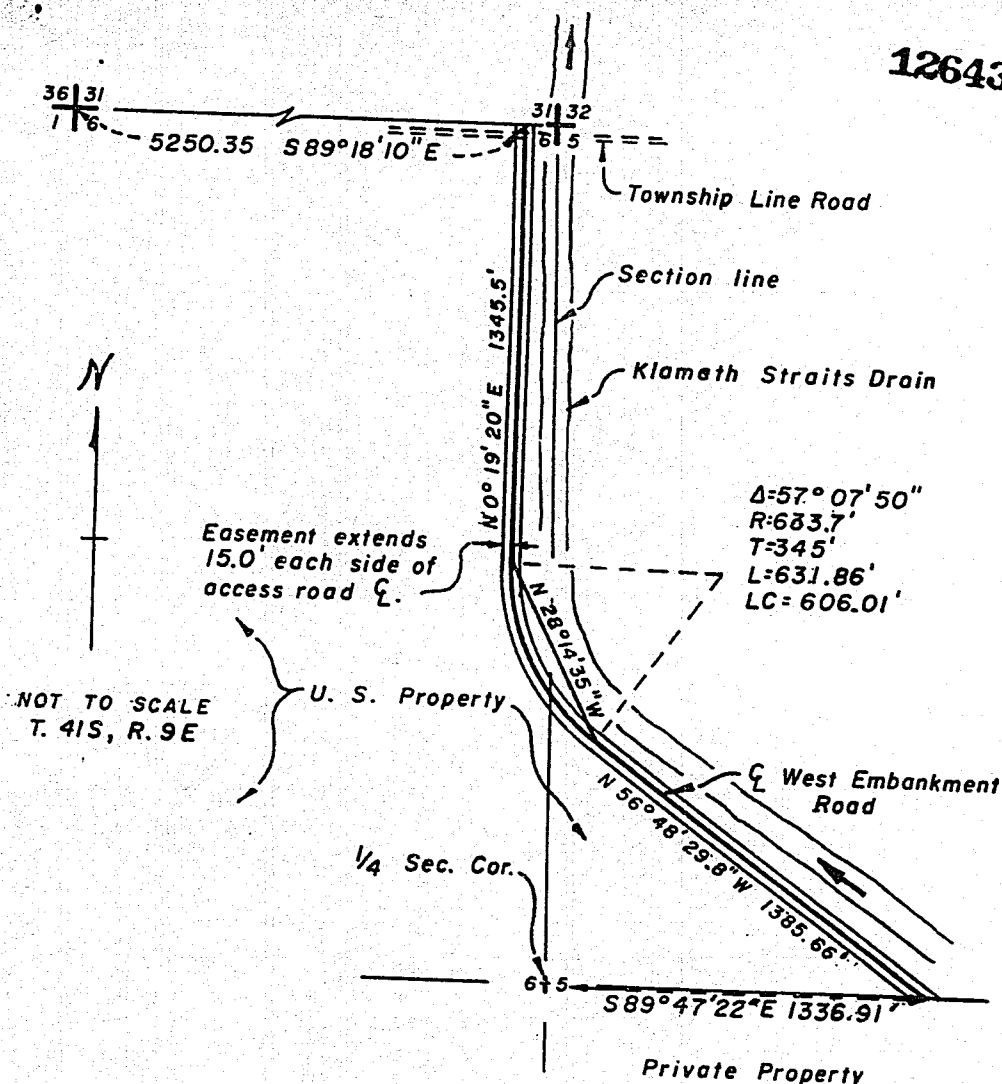 12643
36 31
31 32
1 6
6 5
5250.35 S89°18'10"E
Township Line Road
Section line
N0°19'20"E 1345.5'
Klamath Straits Drain
N
Δ=57°07'50"
R=633.7'
T=345'
L=631.86'
LC=606.01'
Easement extends
15.0' each side of
access road ℄.
N 28°14'35"W
U. S. Property
NOT TO SCALE
T. 41S, R. 9E
℄ West Embankment
Road
N 56°48'29.8"W 1385.66'
1/4 Sec. Cor.
6 5
S89°47'22"E 1336.91'
Private Property